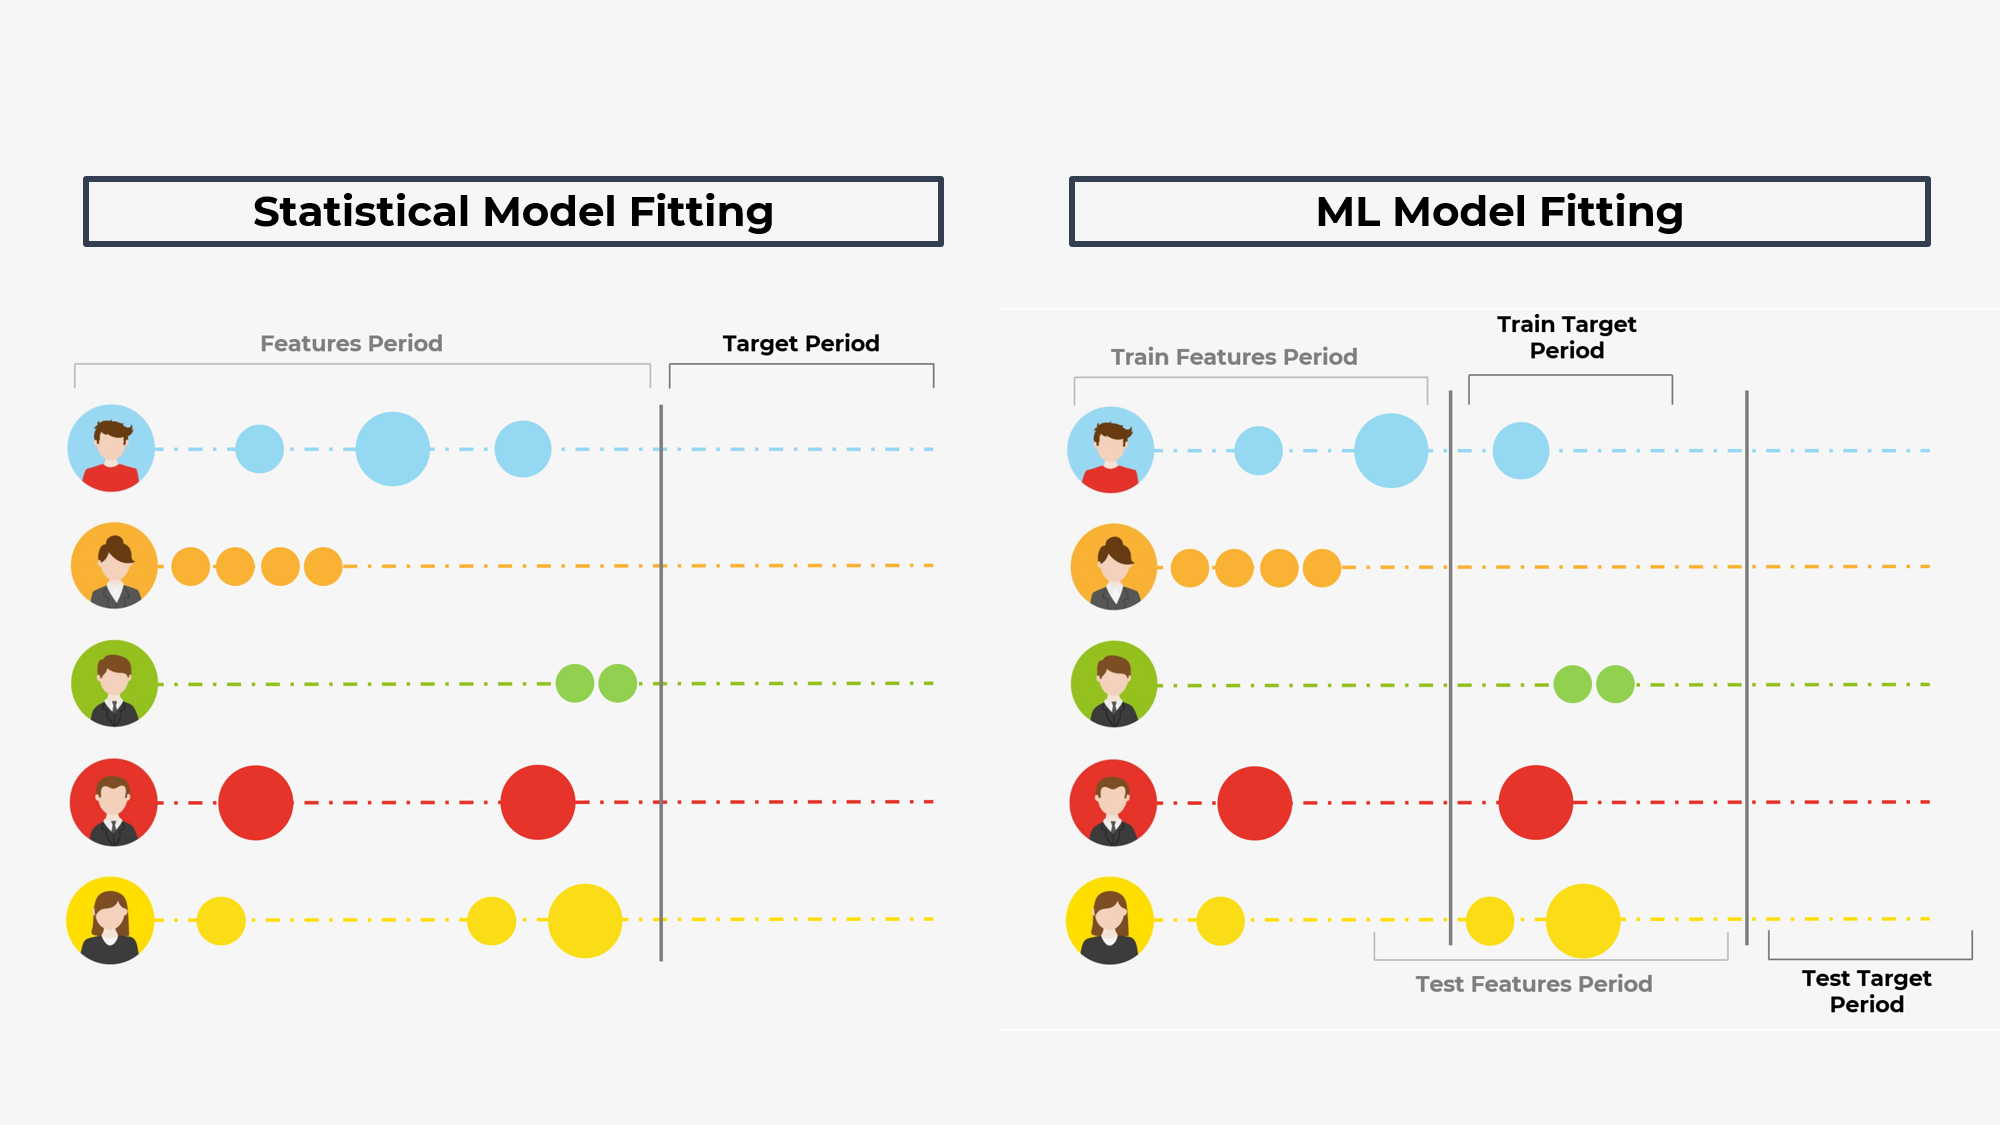 Statistical Model Fitting
Features Period
Target Period
ML Model Fitting
Train Features Period
Train Target
Period
Test Features Period
Test Target
Period